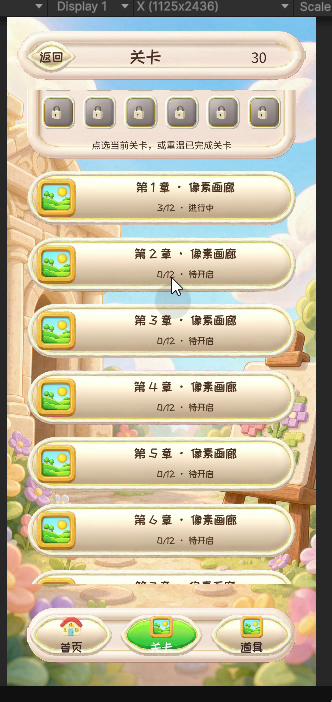 Display 1
X (1125x2436)
Scale
返回
关卡
30
点选当前关卡，或重温已完成关卡
第 1 章 · 像素画廊
3/12 · 进行中
第 2 章 · 像素画廊
0/12 · 待开启
第 3 章 · 像素画廊
0/12 · 待开启
第 4 章 · 像素画廊
0/12 · 待开启
第 5 章 · 像素画廊
0/12 · 待开启
第 6 章 · 像素画廊
0/12 · 待开启
首页
关卡
道具